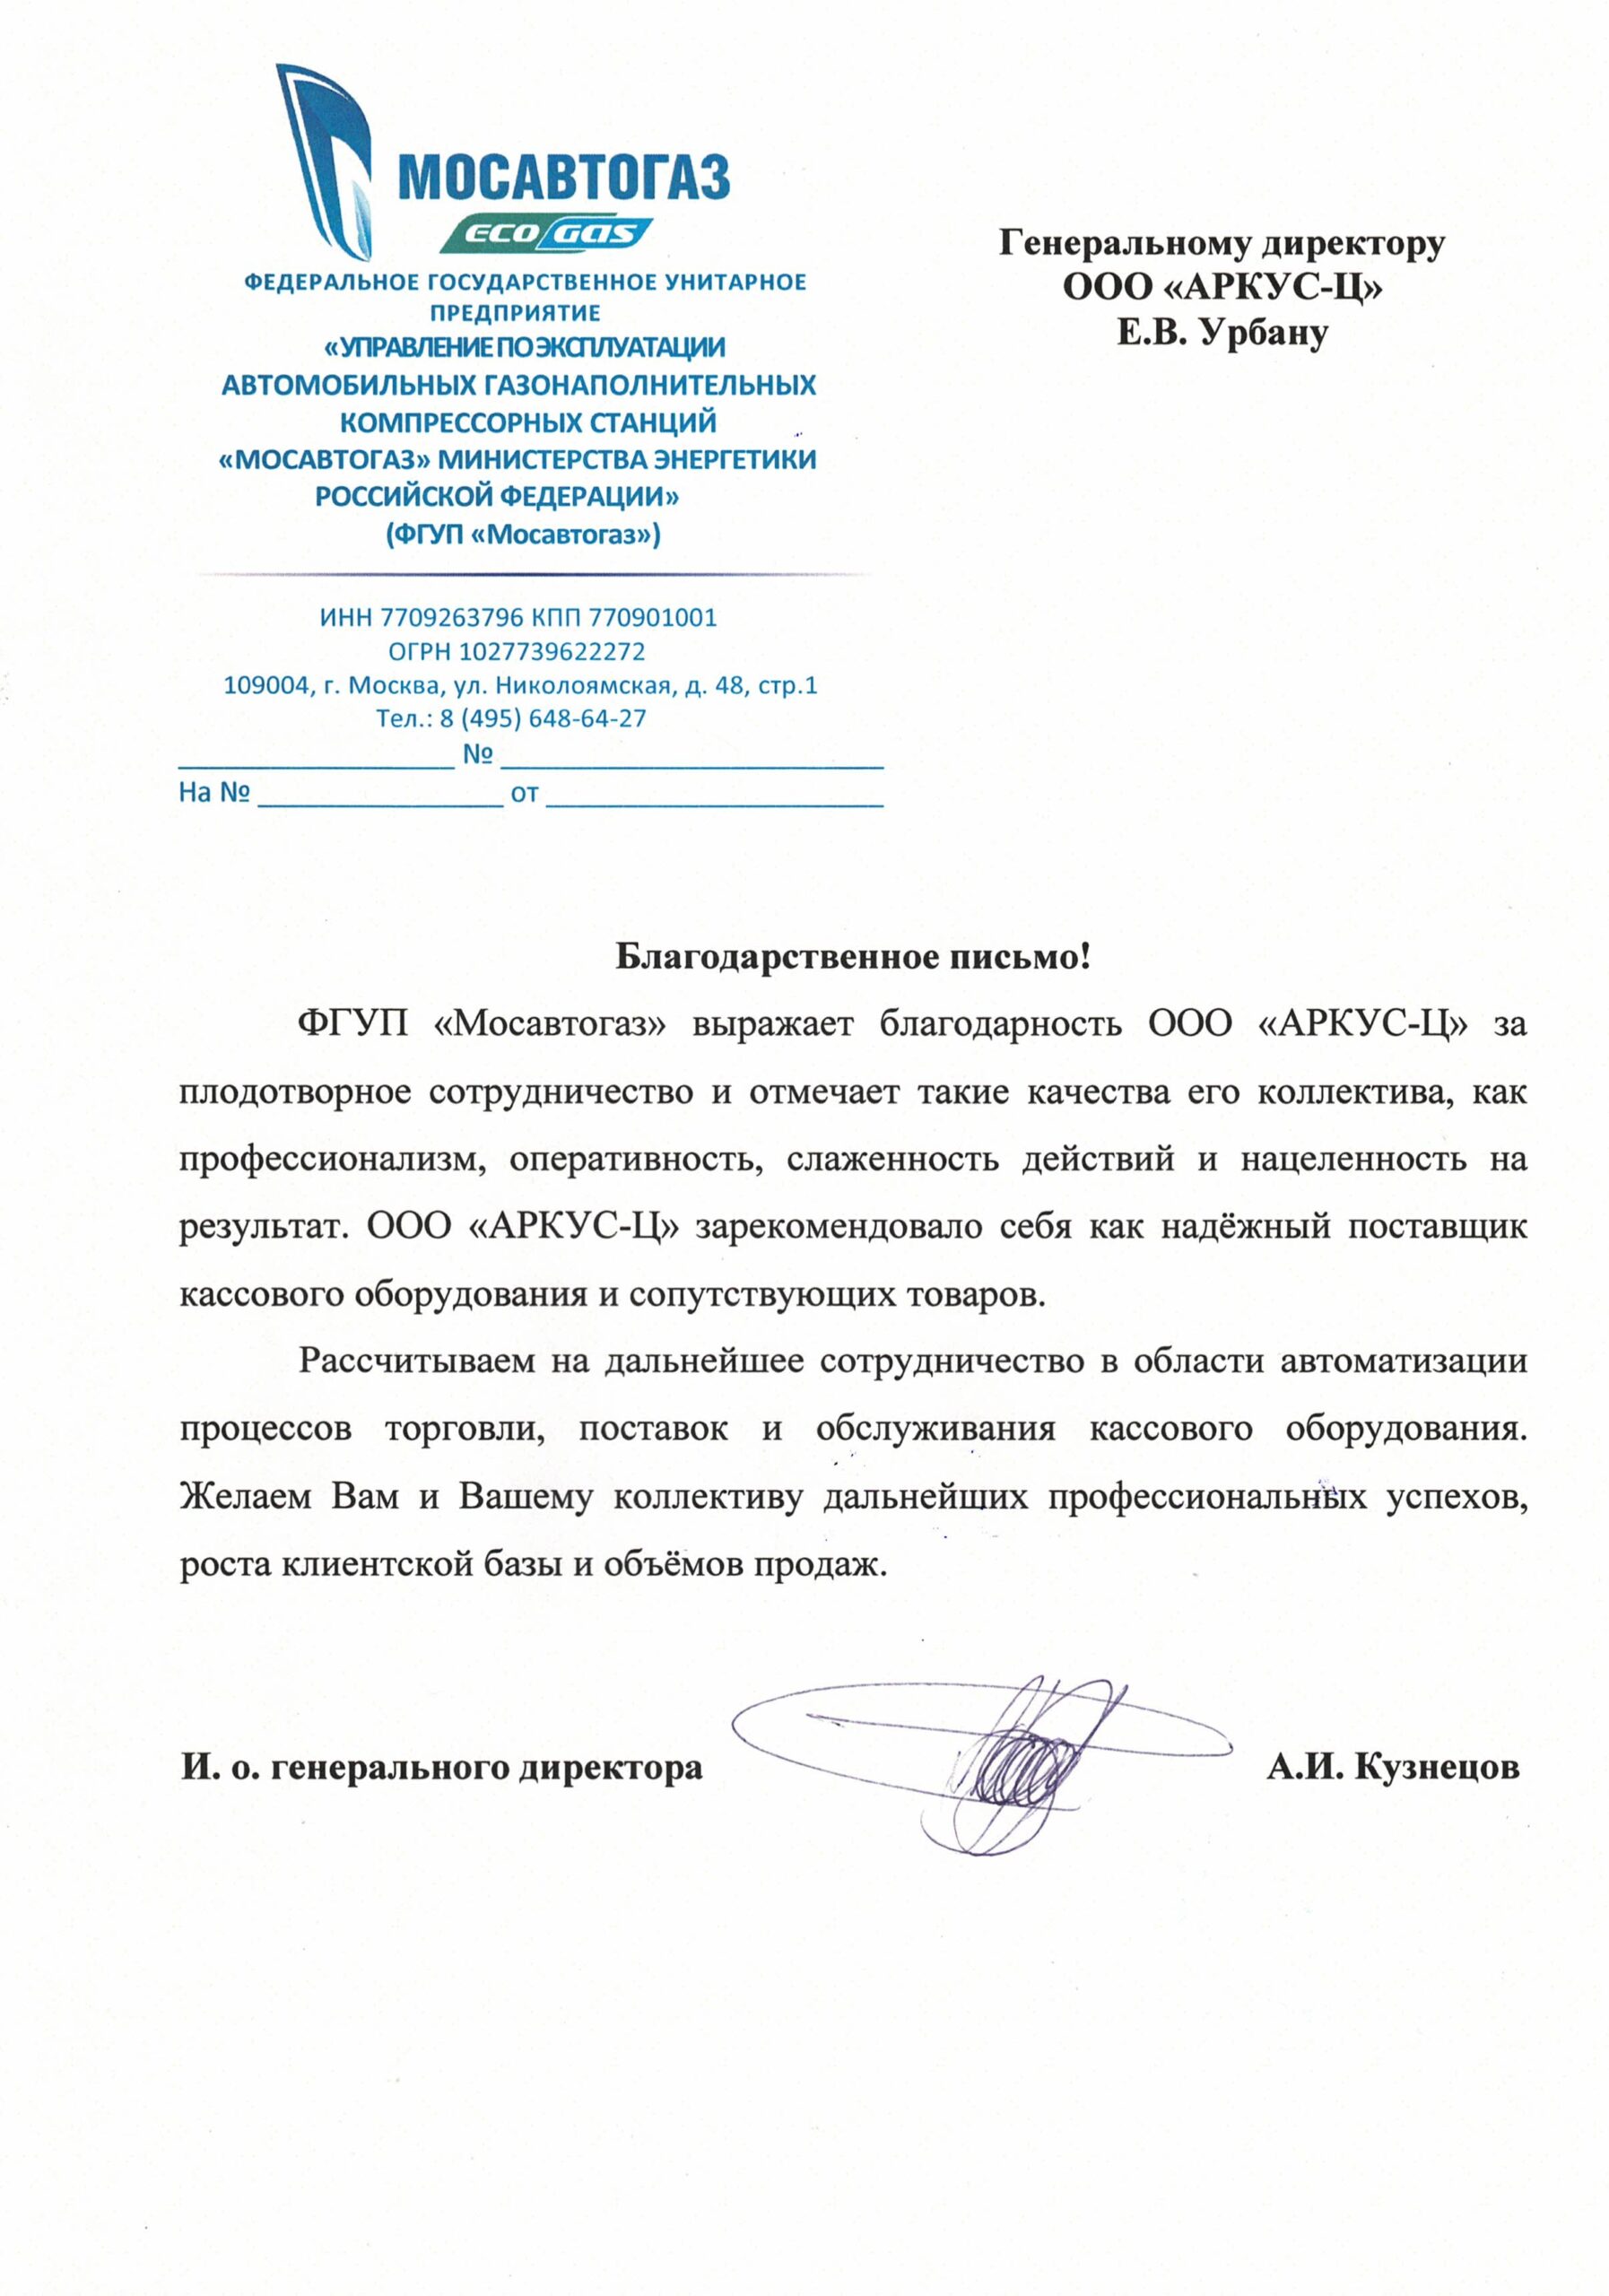 МОСАВТОГАЗ
ECO GAS
ФЕДЕРАЛЬНОЕ ГОСУДАРСТВЕННОЕ УНИТАРНОЕ
ПРЕДПРИЯТИЕ
«УПРАВЛЕНИЕ ПО ЭКСПЛУАТАЦИИ
АВТОМОБИЛЬНЫХ ГАЗОНАПОЛНИТЕЛЬНЫХ
КОМПРЕССОРНЫХ СТАНЦИЙ
«МОСАВТОГАЗ» МИНИСТЕРСТВА ЭНЕРГЕТИКИ
РОССИЙСКОЙ ФЕДЕРАЦИИ»
(ФГУП «Мосавтогаз»)
ИНН 7709263796 КПП 770901001
ОГРН 1027739622272
109004, г. Москва, ул. Николоямская, д. 48, стр.1
Тел.: 8 (495) 648-64-27
__________________ № _________________________
На № ________________ от ______________________
Генеральному директору
ООО «АРКУС-Ц»
Е.В. Урбану
Благодарственное письмо!
ФГУП «Мосавтогаз» выражает благодарность ООО «АРКУС-Ц» за
плодотворное сотрудничество и отмечает такие качества его коллектива, как
профессионализм, оперативность, слаженность действий и нацеленность на
результат. ООО «АРКУС-Ц» зарекомендовало себя как надёжный поставщик
кассового оборудования и сопутствующих товаров.
Рассчитываем на дальнейшее сотрудничество в области автоматизации
процессов торговли, поставок и обслуживания кассового оборудования.
Желаем Вам и Вашему коллективу дальнейших профессиональных успехов,
роста клиентской базы и объёмов продаж.
И. о. генерального директора А.И. Кузнецов